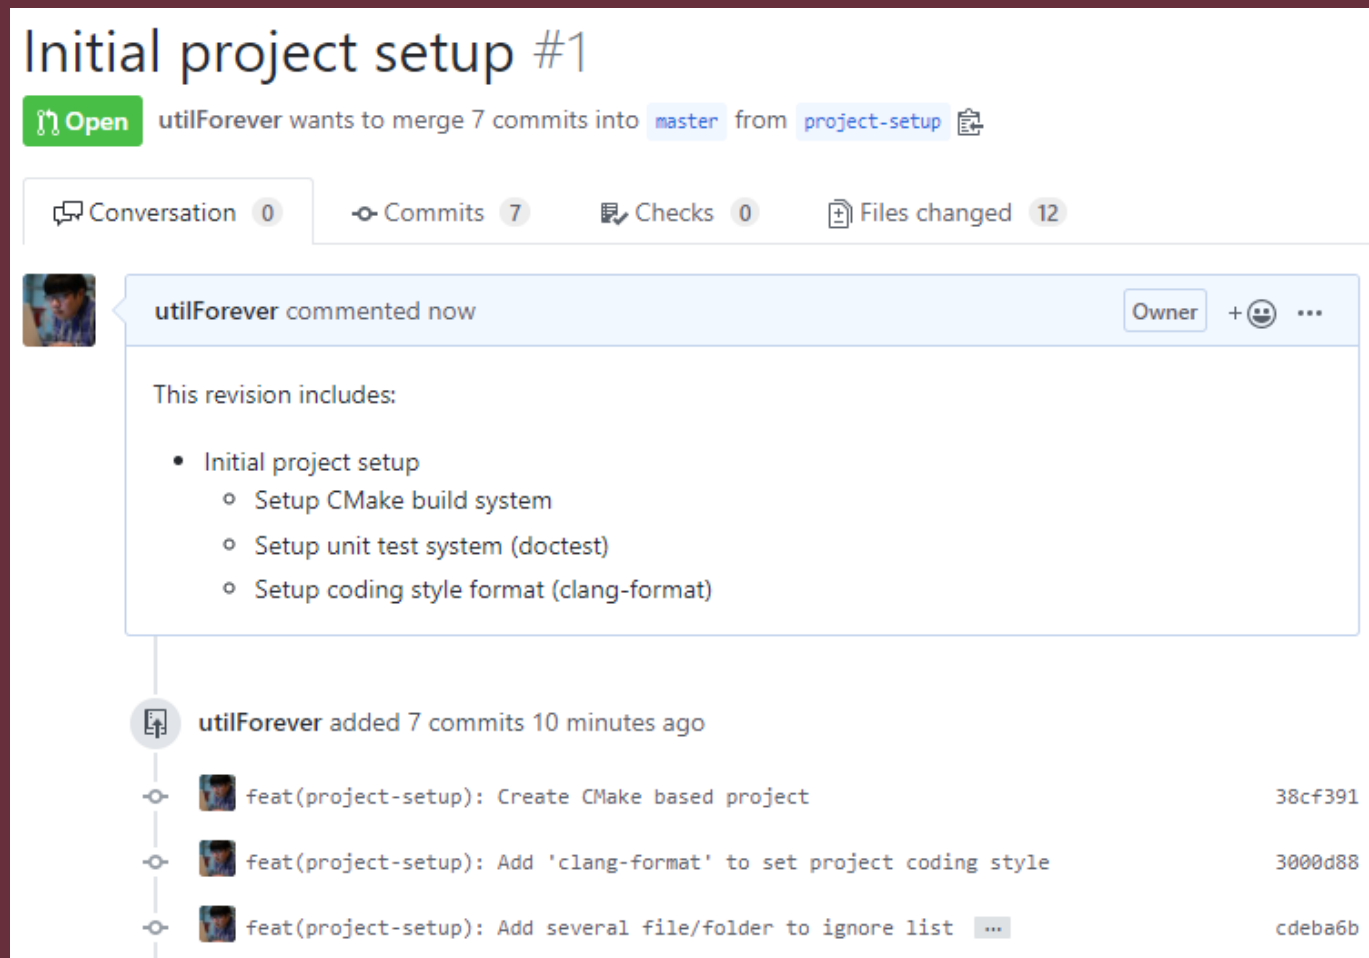 Initial project setup #1
Open utilForever wants to merge 7 commits into master from project-setup
Conversation 0 Commits 7 Checks 0 Files changed 12
utilForever commented now Owner + ...
This revision includes:
• Initial project setup
◦ Setup CMake build system
◦ Setup unit test system (doctest)
◦ Setup coding style format (clang-format)
utilForever added 7 commits 10 minutes ago
feat(project-setup): Create CMake based project 38cf391
feat(project-setup): Add 'clang-format' to set project coding style 3000d88
feat(project-setup): Add several file/folder to ignore list ... cdeba6b